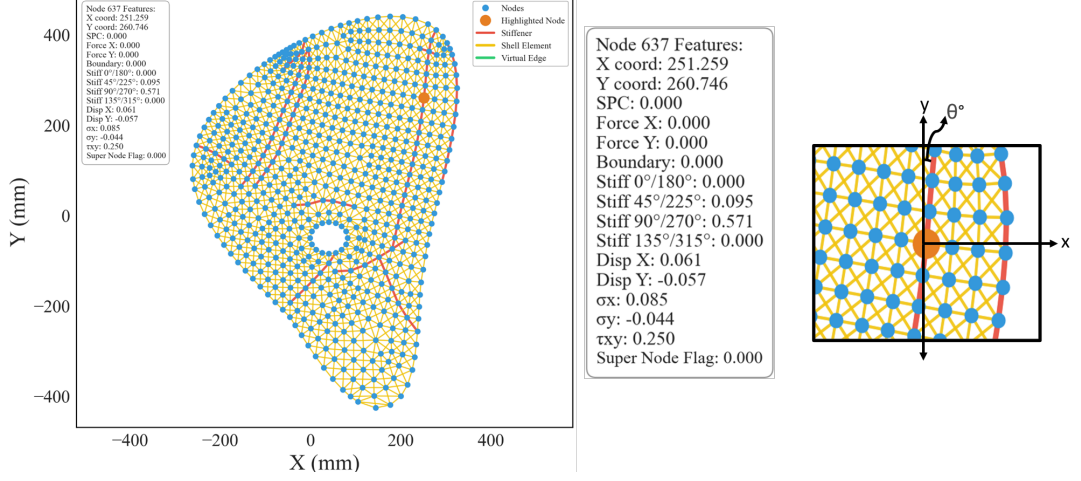 Node 637 Features:
X coord: 251.259
Y coord: 260.746
SPC: 0.000
Force X: 0.000
Force Y: 0.000
Boundary: 0.000
Stiff 0°/180°: 0.000
Stiff 45°/225°: 0.095
Stiff 90°/270°: 0.571
Stiff 135°/315°: 0.000
Disp X: 0.061
Disp Y: -0.057
σx: 0.085
σy: -0.044
τxy: 0.250
Super Node Flag: 0.000
Nodes
Highlighted Node
Stiffener
Shell Element
Virtual Edge
400
200
0
−200
−400
Y (mm)
−400
−200
0
200
400
X (mm)
Node 637 Features:
X coord: 251.259
Y coord: 260.746
SPC: 0.000
Force X: 0.000
Force Y: 0.000
Boundary: 0.000
Stiff 0°/180°: 0.000
Stiff 45°/225°: 0.095
Stiff 90°/270°: 0.571
Stiff 135°/315°: 0.000
Disp X: 0.061
Disp Y: -0.057
σx: 0.085
σy: -0.044
τxy: 0.250
Super Node Flag: 0.000
y
θ°
x